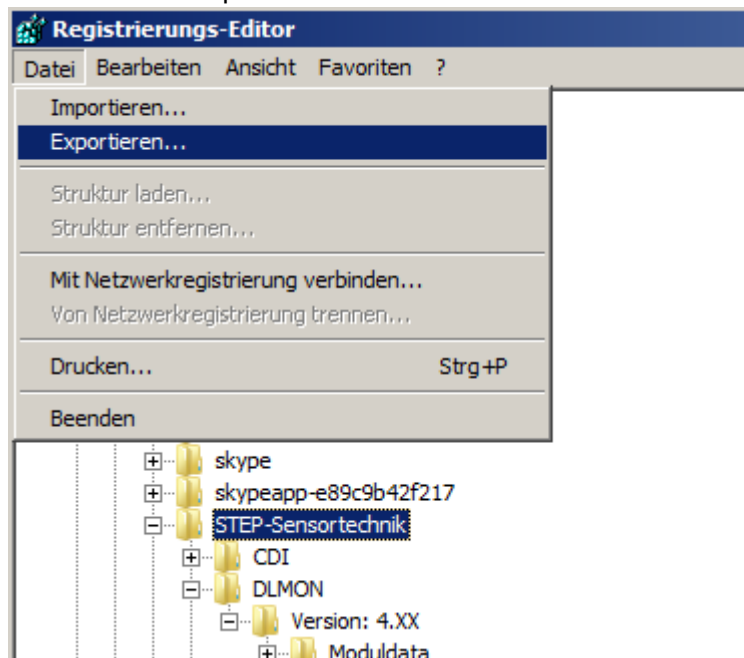 Registrierungs-Editor
Datei Bearbeiten Ansicht Favoriten ?
Importieren...
Exportieren...
Struktur laden...
Struktur entfernen...
Mit Netzwerkregistrierung verbinden...
Von Netzwerkregistrierung trennen...
Drucken... Strg+P
Beenden
skype
skypeapp-e89c9b42f217
STEP-Sensortechnik
CDI
DLMON
Version: 4.XX
Moduldata